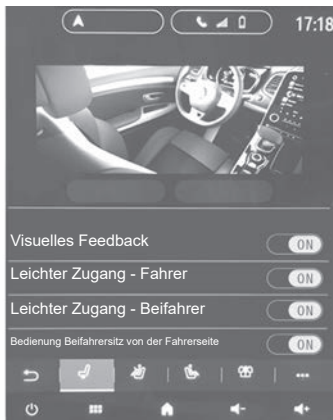 17:18
Visuelles Feedback
ON
Leichter Zugang - Fahrer
ON
Leichter Zugang - Beifahrer
ON
Bedienung Beifahrersitz von der Fahrerseite
ON